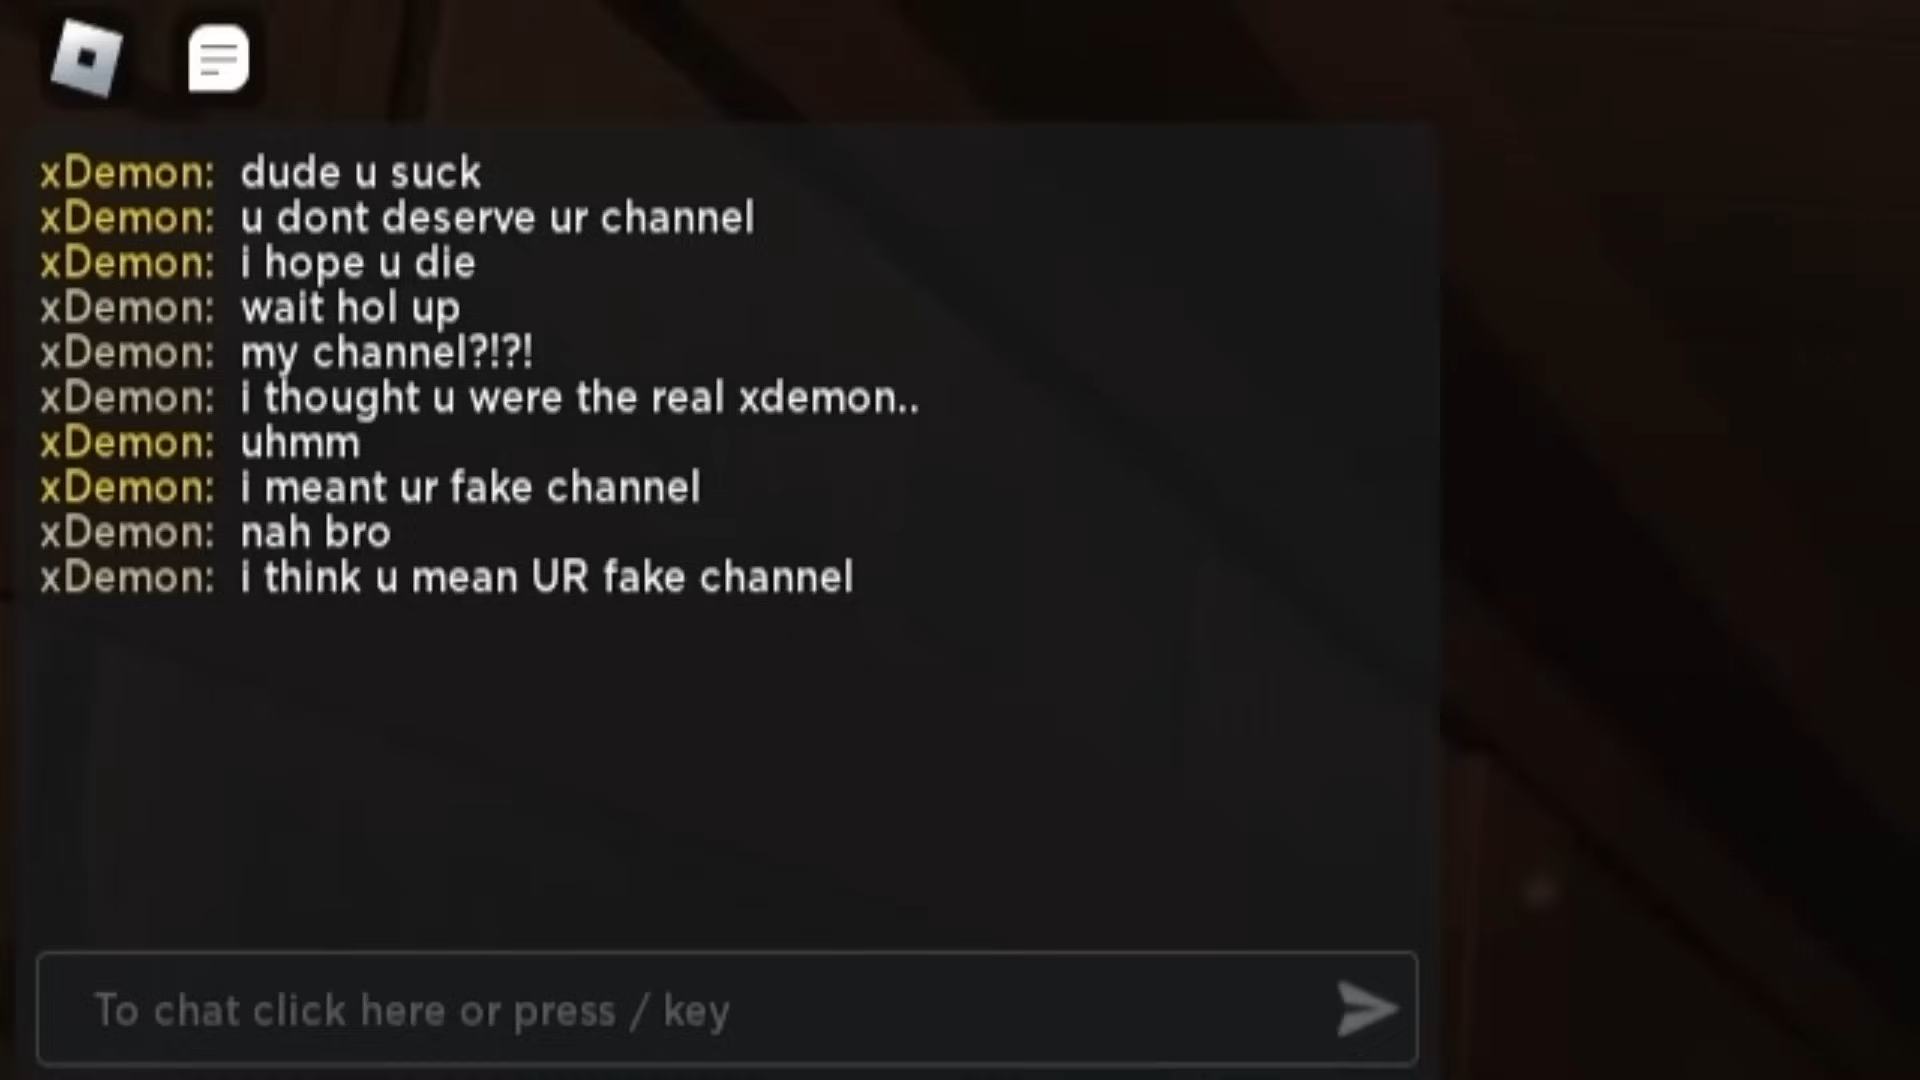 xDemon: dude u suck
xDemon: u dont deserve ur channel
xDemon: i hope u die
xDemon: wait hol up
xDemon: my channel?!?!
xDemon: i thought u were the real xdemon..
xDemon: uhmm
xDemon: i meant ur fake channel
xDemon: nah bro
xDemon: i think u mean UR fake channel
To chat click here or press / key